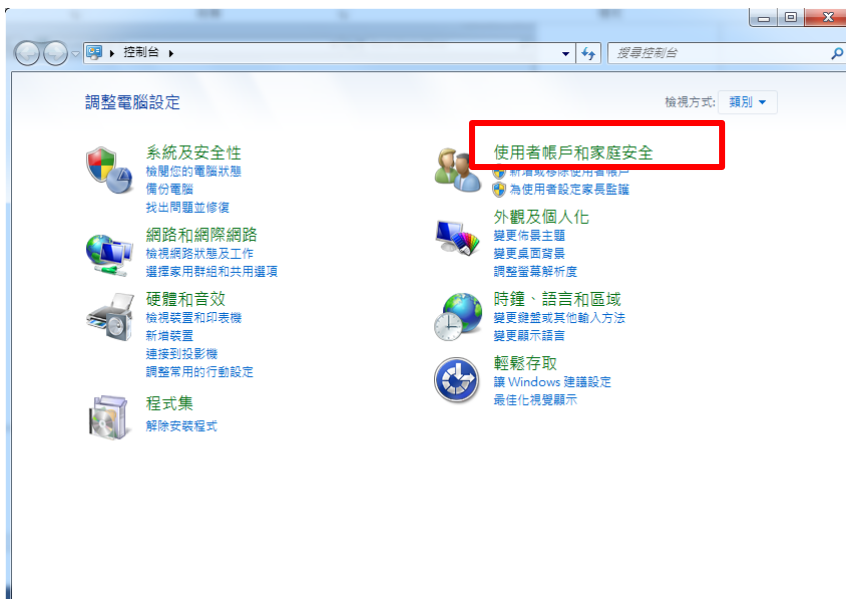 控制台
搜尋控制台
調整電腦設定
檢視方式: 類別
系統及安全性
檢閱您的電腦狀態
備份電腦
找出問題並修復
網路和網際網路
檢視網路狀態及工作
選擇家用群組和共用選項
硬體和音效
檢視裝置和印表機
新增裝置
連接到投影機
調整常用的行動設定
程式集
解除安裝程式
使用者帳戶和家庭安全
新增或移除使用者帳戶
為使用者設定家長監護
外觀及個人化
變更佈景主題
變更桌面背景
調整螢幕解析度
時鐘、語言和區域
變更鍵盤或其他輸入方法
變更顯示語言
輕鬆存取
讓 Windows 建議設定
最佳化視覺顯示